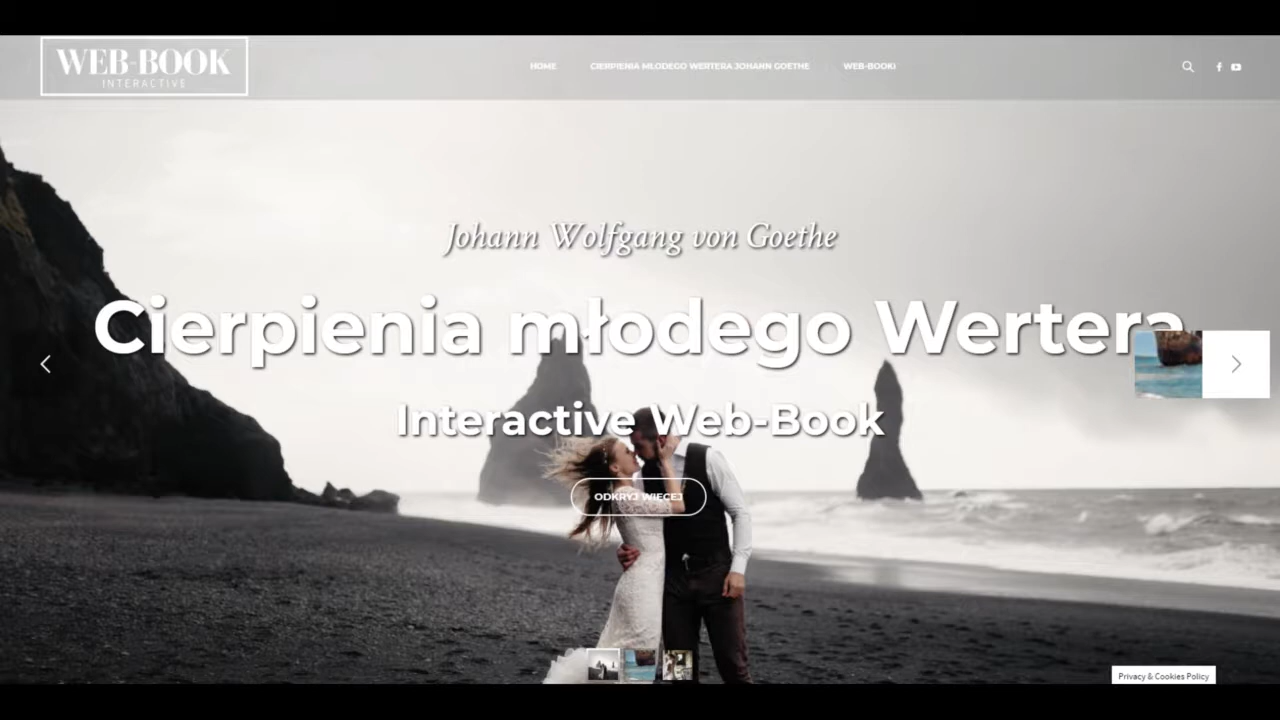 WEB-BOOK
INTERACTIVE
HOME
CIERPIENIA MŁODEGO WERTERA JOHANN GOETHE
WEB-BOOKI
Johann Wolfgang von Goethe
Cierpienia młodego Wertera
Interactive Web-Book
ODKRYJ WIĘCEJ
Privacy & Cookies Policy